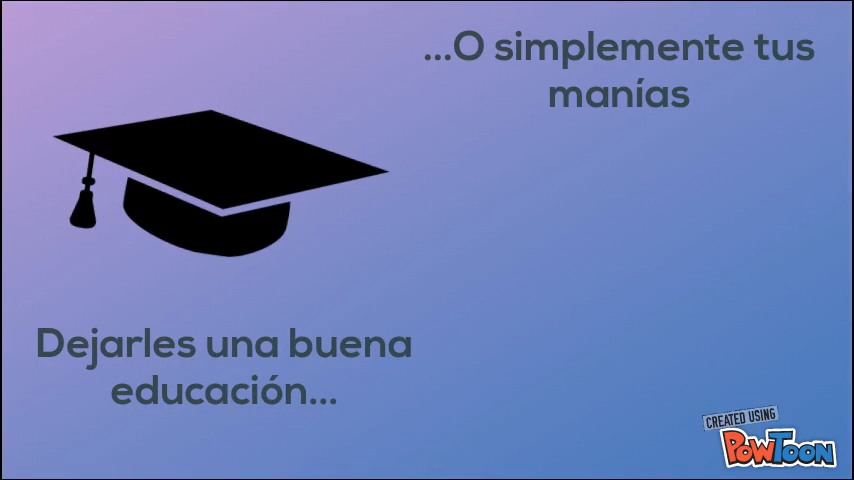 ...O simplemente tus
manías
Dejarles una buena
educación...
CREATED USING
POWTOON